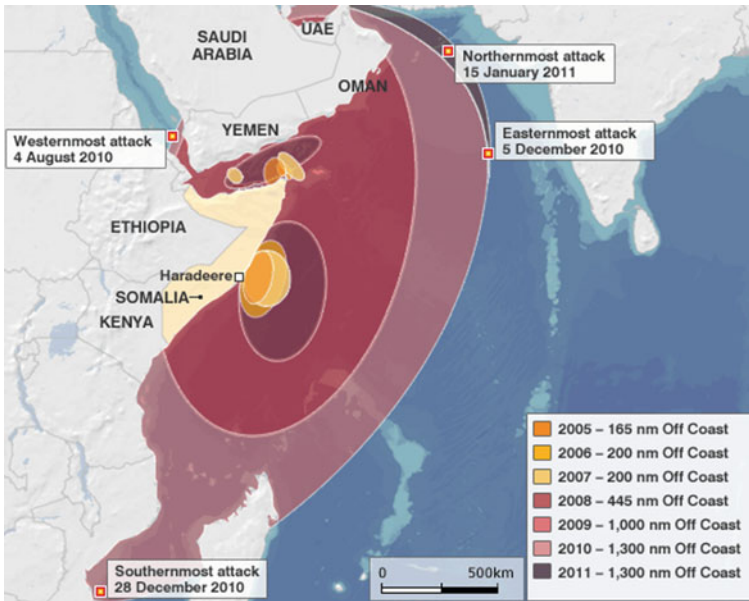 SAUDI
ARABIA
UAE
OMAN
Northernmost attack
15 January 2011
Westernmost attack
4 August 2010
YEMEN
Easternmost attack
5 December 2010
ETHIOPIA
Haradeere
SOMALIA
KENYA
2005 – 165 nm Off Coast
2006 – 200 nm Off Coast
2007 – 200 nm Off Coast
2008 – 445 nm Off Coast
2009 – 1,000 nm Off Coast
2010 – 1,300 nm Off Coast
2011 – 1,300 nm Off Coast
Southernmost attack
28 December 2010
0 500km